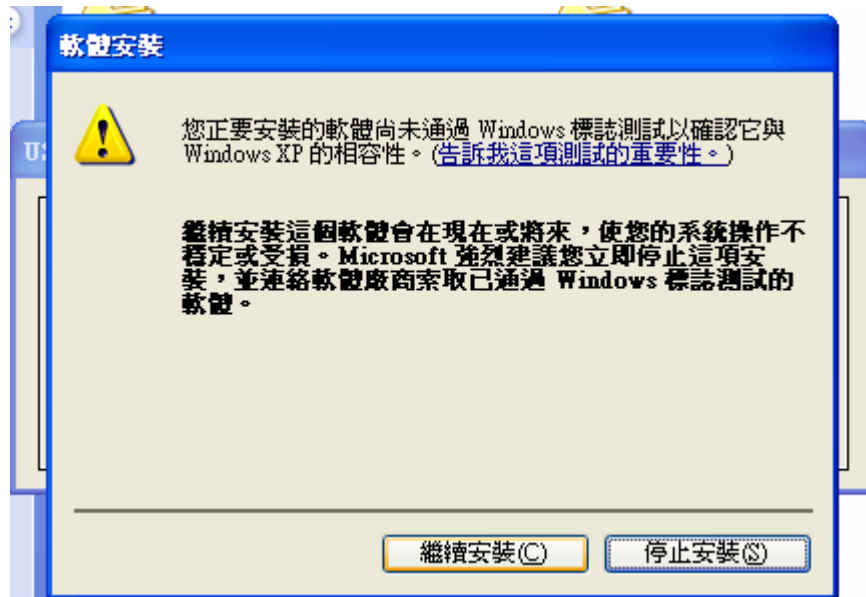 軟體安裝
您正要安裝的軟體尚未通過 Windows 標誌測試以確認它與
Windows XP 的相容性。(告訴我這項測試的重要性。)
繼續安裝這個軟體會在現在或將來，使您的系統操作不
穩定或受損。Microsoft 強烈建議您立即停止這項安
裝，並連絡軟體廠商索取已通過 Windows 標誌測試的
軟體。
繼續安裝(C)
停止安裝(S)